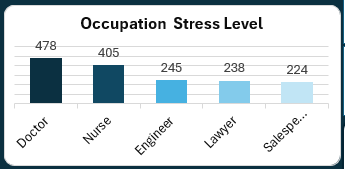 Occupation Stress Level
478
405
245
238
224
Doctor
Nurse
Engineer
Lawyer
Salespe...